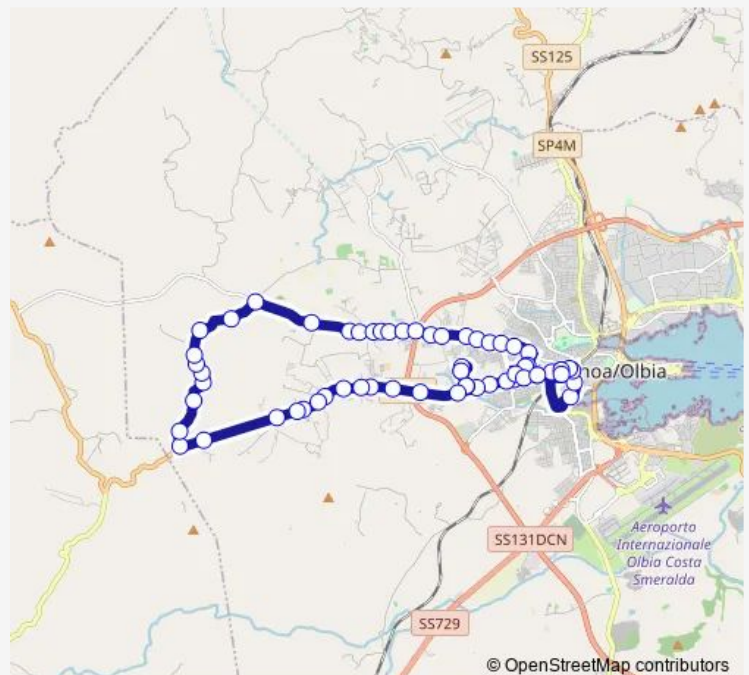 SS125
SP4M
noa/Olbia
SS131DCN
Aeroporto
Internazionale
Olbia Costa
Smeralda
SS729
© OpenStreetMap contributors